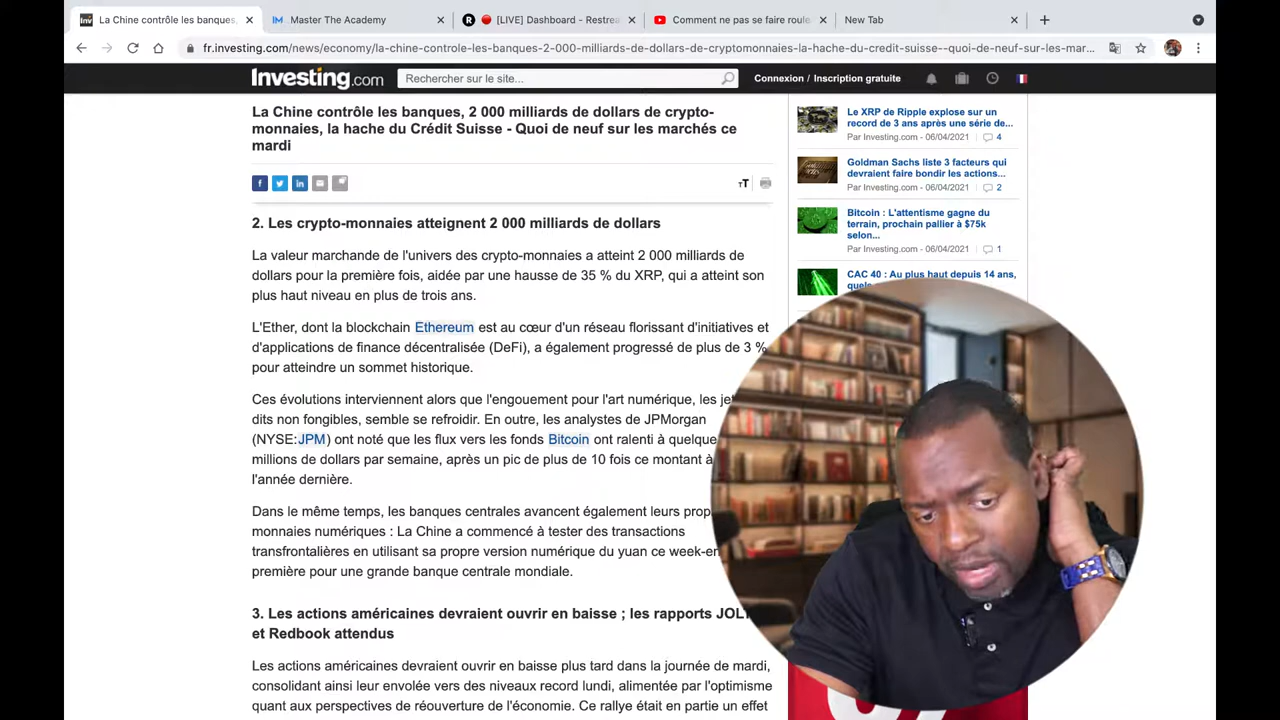 La Chine contrôle les banques,
Master The Academy
[LIVE] Dashboard - Restrea
Comment ne pas se faire roule
New Tab
fr.investing.com/news/economy/la-chine-controle-les-banques-2-000-milliards-de-dollars-de-cryptomonnaies-la-hache-du-credit-suisse--quoi-de-neuf-sur-les-mar...
Investing.com
Rechercher sur le site...
Connexion / Inscription gratuite
La Chine contrôle les banques, 2 000 milliards de dollars de crypto-
monnaies, la hache du Crédit Suisse - Quoi de neuf sur les marchés ce
mardi
2. Les crypto-monnaies atteignent 2 000 milliards de dollars
La valeur marchande de l'univers des crypto-monnaies a atteint 2 000 milliards de
dollars pour la première fois, aidée par une hausse de 35 % du XRP, qui a atteint son
plus haut niveau en plus de trois ans.
L'Ether, dont la blockchain Ethereum est au cœur d'un réseau florissant d'initiatives et
d'applications de finance décentralisée (DeFi), a également progressé de plus de 3 %
pour atteindre un sommet historique.
Ces évolutions interviennent alors que l'engouement pour l'art numérique, les je
dits non fongibles, semble se refroidir. En outre, les analystes de JPMorgan
(NYSE:JPM) ont noté que les flux vers les fonds Bitcoin ont ralenti à quelque
millions de dollars par semaine, après un pic de plus de 10 fois ce montant à
l'année dernière.
Dans le même temps, les banques centrales avancent également leurs prop
monnaies numériques : La Chine a commencé à tester des transactions
transfrontalières en utilisant sa propre version numérique du yuan ce week-en
première pour une grande banque centrale mondiale.
3. Les actions américaines devraient ouvrir en baisse ; les rapports JOLT
et Redbook attendus
Les actions américaines devraient ouvrir en baisse plus tard dans la journée de mardi,
consolidant ainsi leur envolée vers des niveaux record lundi, alimentée par l'optimisme
quant aux perspectives de réouverture de l'économie. Ce rallye était en partie un effet
Le XRP de Ripple explose sur un
record de 3 ans après une série de...
Par Investing.com - 06/04/2021 | 4
Goldman Sachs liste 3 facteurs qui
devraient faire bondir les actions...
Par Investing.com - 06/04/2021 | 2
Bitcoin : L'attentisme gagne du
terrain, prochain pallier à $75k
selon...
Par Investing.com - 06/04/2021 | 1
CAC 40 : Au plus haut depuis 14 ans,